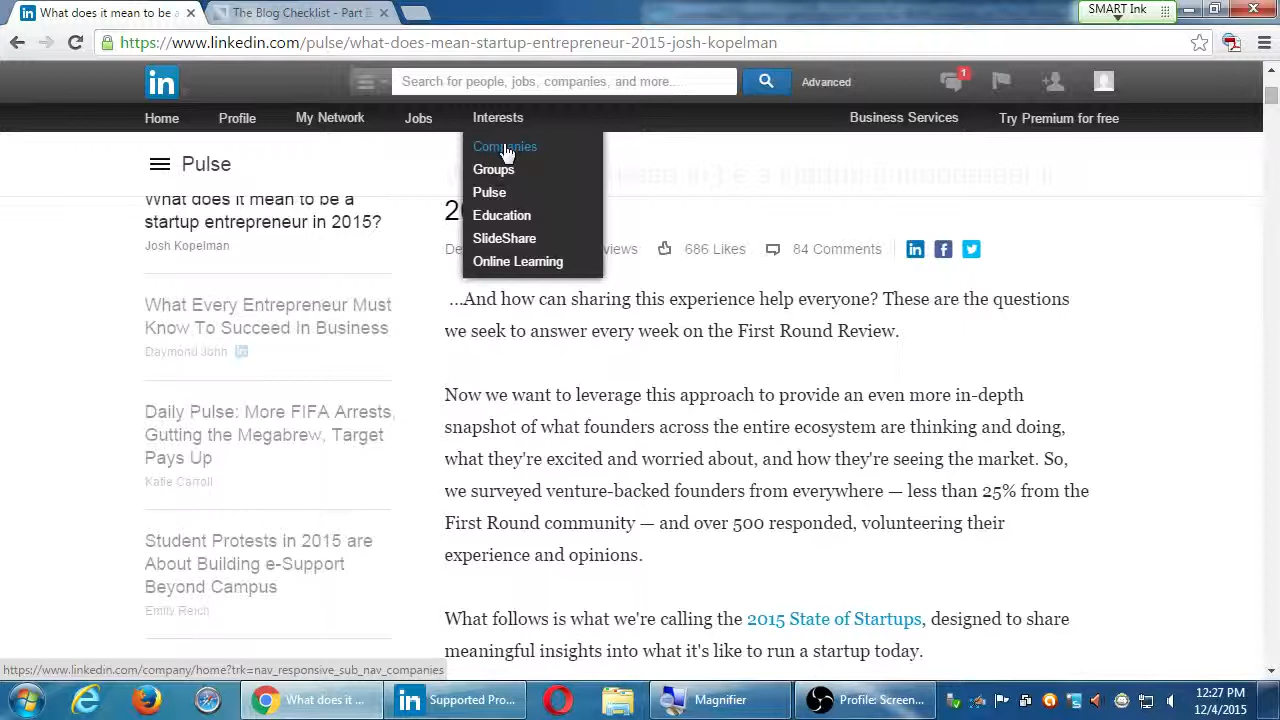 What does it mean to be a
The Blog Checklist - Part
SMART Ink
https://www.linkedin.com/pulse/what-does-mean-startup-entrepreneur-2015-josh-kopelman
in
Search for people, jobs, companies, and more...
Advanced
1
Home
Profile
My Network
Jobs
Interests
Business Services
Try Premium for free
Companies
Groups
Pulse
Education
SlideShare
Online Learning
Pulse
What does it mean to be a
startup entrepreneur in 2015?
Josh Kopelman
What Every Entrepreneur Must
Know To Succeed In Business
Daymond John
Daily Pulse: More FIFA Arrests,
Gutting the Megabrew, Target
Pays Up
Katie Carroll
Student Protests in 2015 are
About Building e-Support
Beyond Campus
Emily Reich
686 Likes
84 Comments
…And how can sharing this experience help everyone? These are the questions
we seek to answer every week on the First Round Review.
Now we want to leverage this approach to provide an even more in-depth
snapshot of what founders across the entire ecosystem are thinking and doing,
what they're excited and worried about, and how they're seeing the market. So,
we surveyed venture-backed founders from everywhere — less than 25% from the
First Round community — and over 500 responded, volunteering their
experience and opinions.
What follows is what we're calling the 2015 State of Startups, designed to share
meaningful insights into what it's like to run a startup today.
https://www.linkedin.com/company/home?trk=nav_responsive_sub_nav_companies
What does it ...
Supported Pro...
Magnifier
Profile: Screen...
12:27 PM
12/4/2015